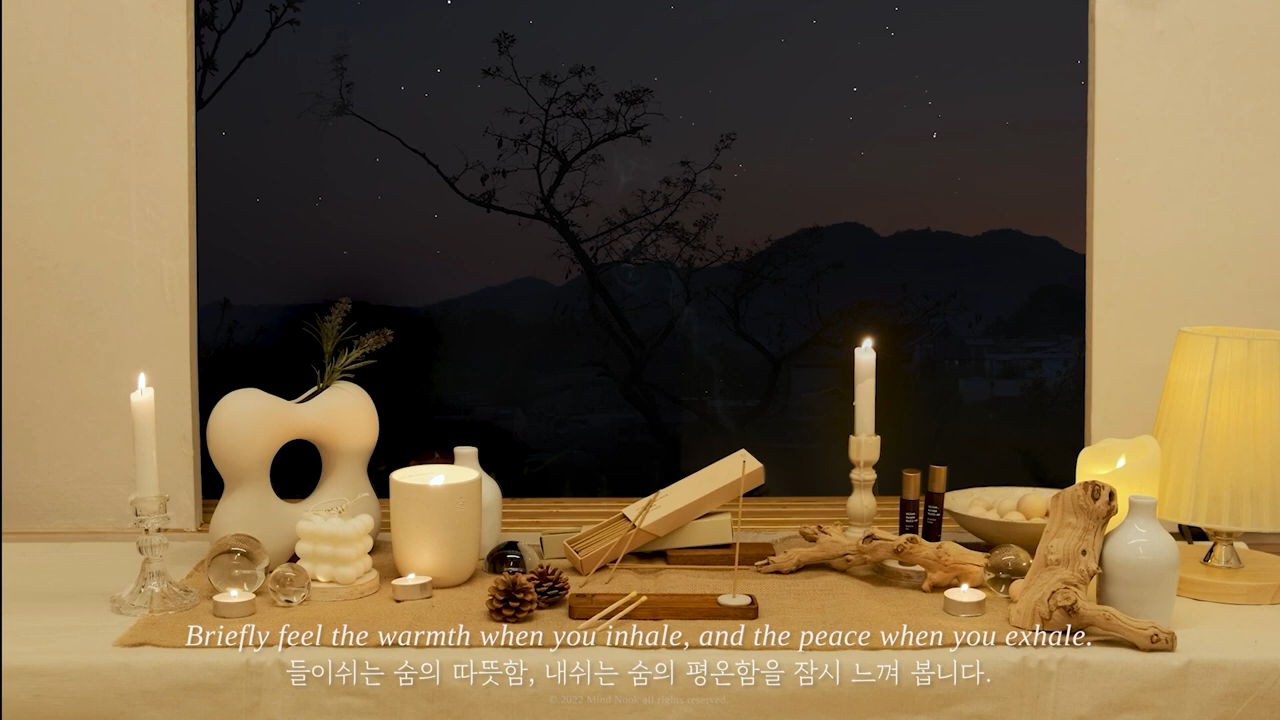 Briefly feel the warmth when you inhale, and the peace when you exhale.
들이쉬는 숨의 따뜻함, 내쉬는 숨의 평온함을 잠시 느껴 봅니다.
© 2022 Mind Nook all rights reserved.